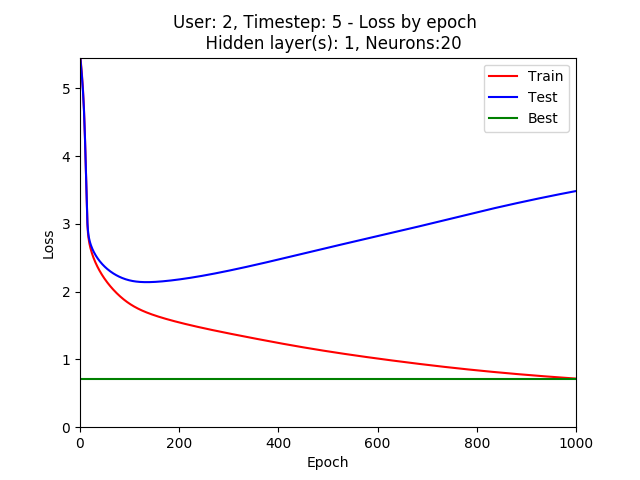 User: 2, Timestep: 5 - Loss by epoch
Hidden layer(s): 1, Neurons:20
Train
Test
Best
5
4
3
2
1
0
Loss
0
200
400
600
800
1000
Epoch